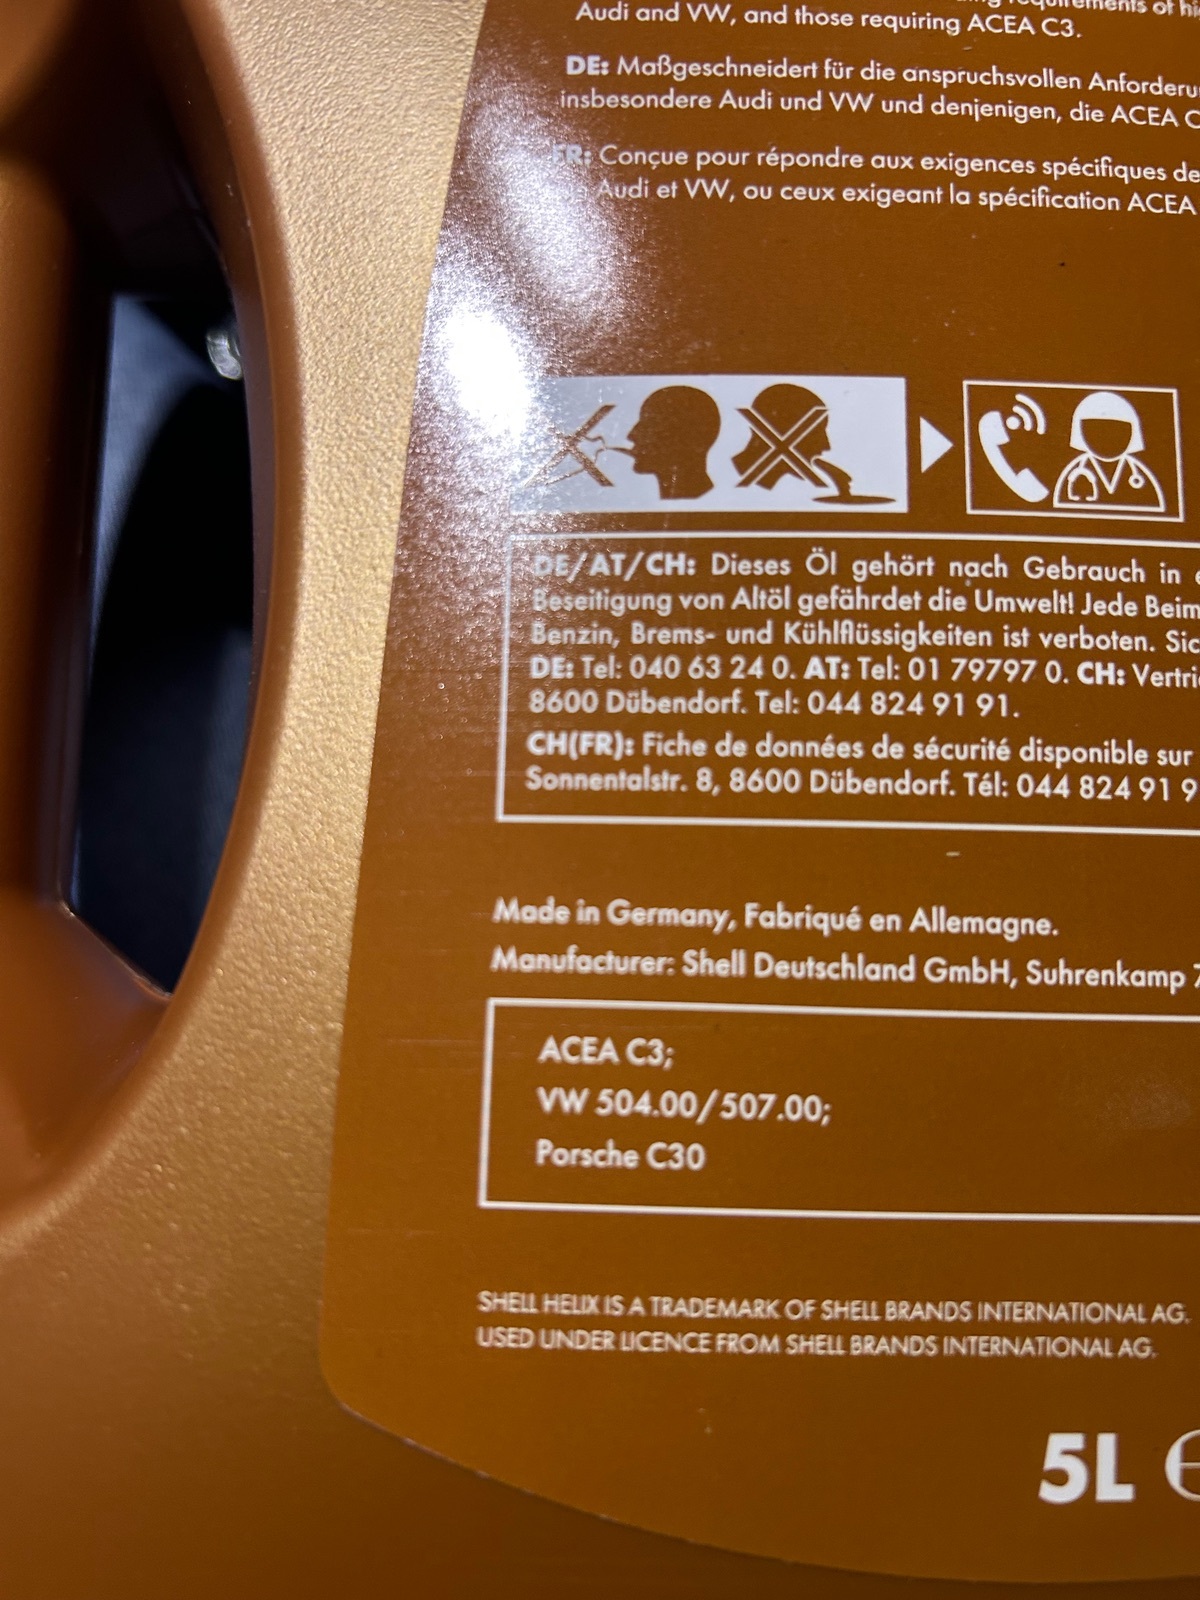 requirements of
Audi and VW, and those requiring ACEA C3.
DE: Maßgeschneidert für die anspruchsvollen
insbesondere Audi und VW und denjenigen, die ACEA
FR: Conçue pour répondre aux exigences spécifiques de
Audi et VW, ou ceux exigeant la spécification ACEA
DE/AT/CH: Dieses Öl gehört nach Gebrauch in
Beseitigung von Altöl gefährdet die Umwelt! Jede
Benzin, Brems- und Kühlflüssigkeiten ist verboten.
DE: Tel: 040 63 24 0. AT: Tel: 01 79797 0. CH:
8600 Dübendorf. Tel: 044 824 91 91.
CH(FR): Fiche de données de sécurité disponible sur
Sonnentalstr. 8, 8600 Dübendorf. Tél: 044 824 91 9
Made in Germany, Fabriqué en Allemagne.
Manufacturer: Shell Deutschland GmbH, Suhrenkamp 7
ACEA C3;
VW 504.00/507.00;
Porsche C30
SHELL HELIX IS A TRADEMARK OF SHELL BRANDS INTERNATIONAL AG.
USED UNDER LICENCE FROM SHELL BRANDS INTERNATIONAL AG.
5L ℮